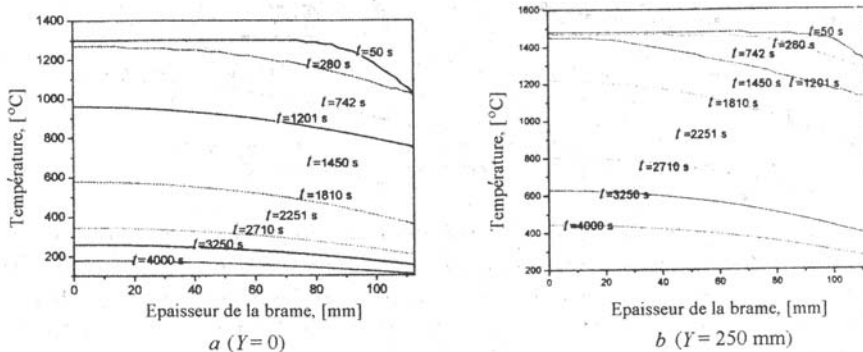 1400
1200
1000
800
600
400
200
Température, [°C]
t=50 s
t=280 s
t=742 s
t=1201 s
t=1450 s
t=1810 s
t=2251 s
t=2710 s
t=3250 s
t=4000 s
0 20 40 60 80 100
Epaisseur de la brame, [mm]
a (Y= 0)
1600
1400
1200
1000
800
600
400
200
Température, [°C]
t=50 s
t=280 s
t=742 s
t=1450 s
t=1201 s
t=1810 s
t=2251 s
t=2710 s
t=3250 s
t=4000 s
0 20 40 60 80 100
Epaisseur de la brame, [mm]
b (Y= 250 mm)